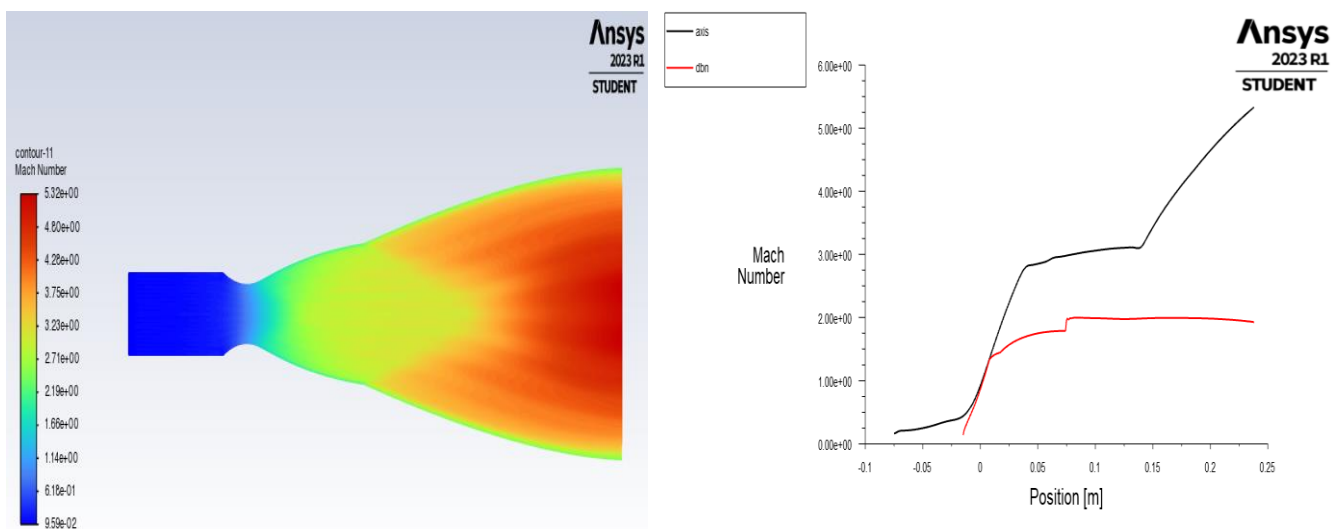 Ansys
2023 R1
STUDENT
contour-11
Mach Number
5.32e+00
4.80e+00
4.28e+00
3.75e+00
3.23e+00
2.71e+00
2.19e+00
1.66e+00
1.14e+00
6.18e-01
9.59e-02
axis
dbn
Ansys
2023 R1
STUDENT
6.00e+00
5.00e+00
4.00e+00
3.00e+00
2.00e+00
1.00e+00
0.00e+00
Mach
Number
-0.1
-0.05
0
0.05
0.1
0.15
0.2
0.25
Position [m]